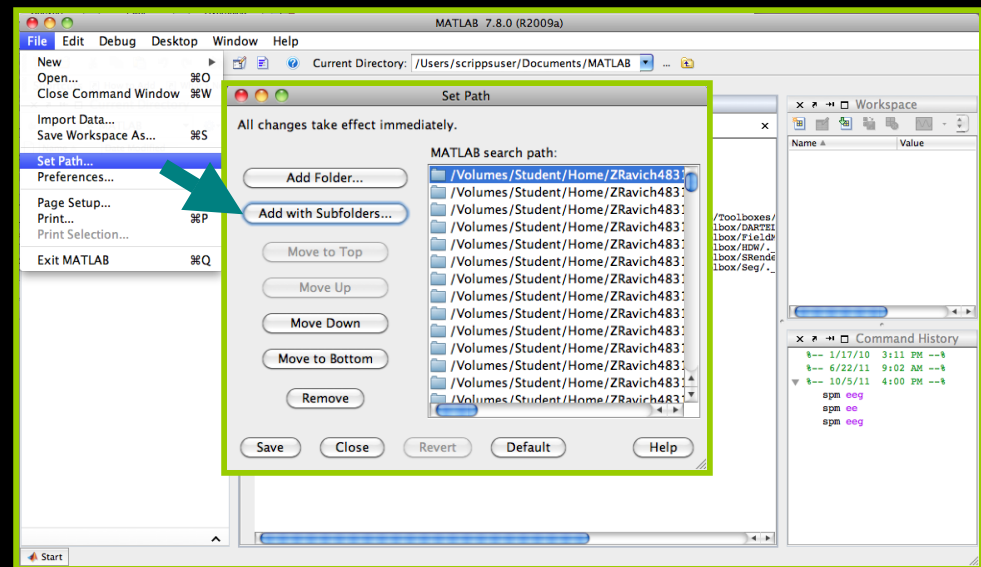 MATLAB 7.8.0 (R2009a)
File Edit Debug Desktop Window Help
New
Open... ⌘O
Close Command Window ⌘W
Import Data...
Save Workspace As... ⌘S
Set Path...
Preferences...
Page Setup...
Print... ⌘P
Print Selection...
Exit MATLAB ⌘Q
Current Directory: /Users/scrippsuser/Documents/MATLAB ...
Set Path
All changes take effect immediately.
MATLAB search path:
Add Folder...
Add with Subfolders...
Move to Top
Move Up
Move Down
Move to Bottom
Remove
/Volumes/Student/Home/ZRavich4831
/Volumes/Student/Home/ZRavich4831
/Volumes/Student/Home/ZRavich4831
/Volumes/Student/Home/ZRavich4831
/Volumes/Student/Home/ZRavich4831
/Volumes/Student/Home/ZRavich4831
/Volumes/Student/Home/ZRavich4831
/Volumes/Student/Home/ZRavich4831
/Volumes/Student/Home/ZRavich4831
/Volumes/Student/Home/ZRavich4831
/Volumes/Student/Home/ZRavich4831
/Volumes/Student/Home/ZRavich4831
/Volumes/Student/Home/ZRavich4831
/Volumes/Student/Home/ZRavich4831
Save Close Revert Default Help
/Toolboxes/
lbox/DARTEL
lbox/FieldM
lbox/HDW/._
lbox/SRende
lbox/Seg/._
Workspace
Name Value
Command History
%-- 1/17/10 3:11 PM --%
%-- 6/22/11 9:02 AM --%
%-- 10/5/11 4:00 PM --%
spm eeg
spm ee
spm eeg
Start